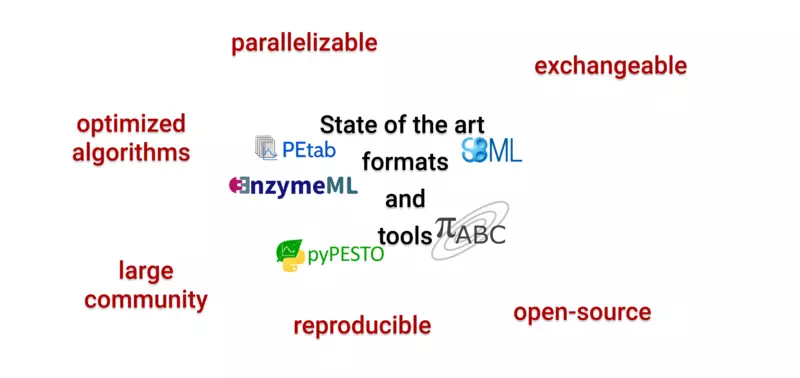 parallelizable
exchangeable
optimized
algorithms
State of the art
formats
and
tools
PEtab
SBML
EnzymeML
πABC
pyPESTO
large
community
reproducible
open-source